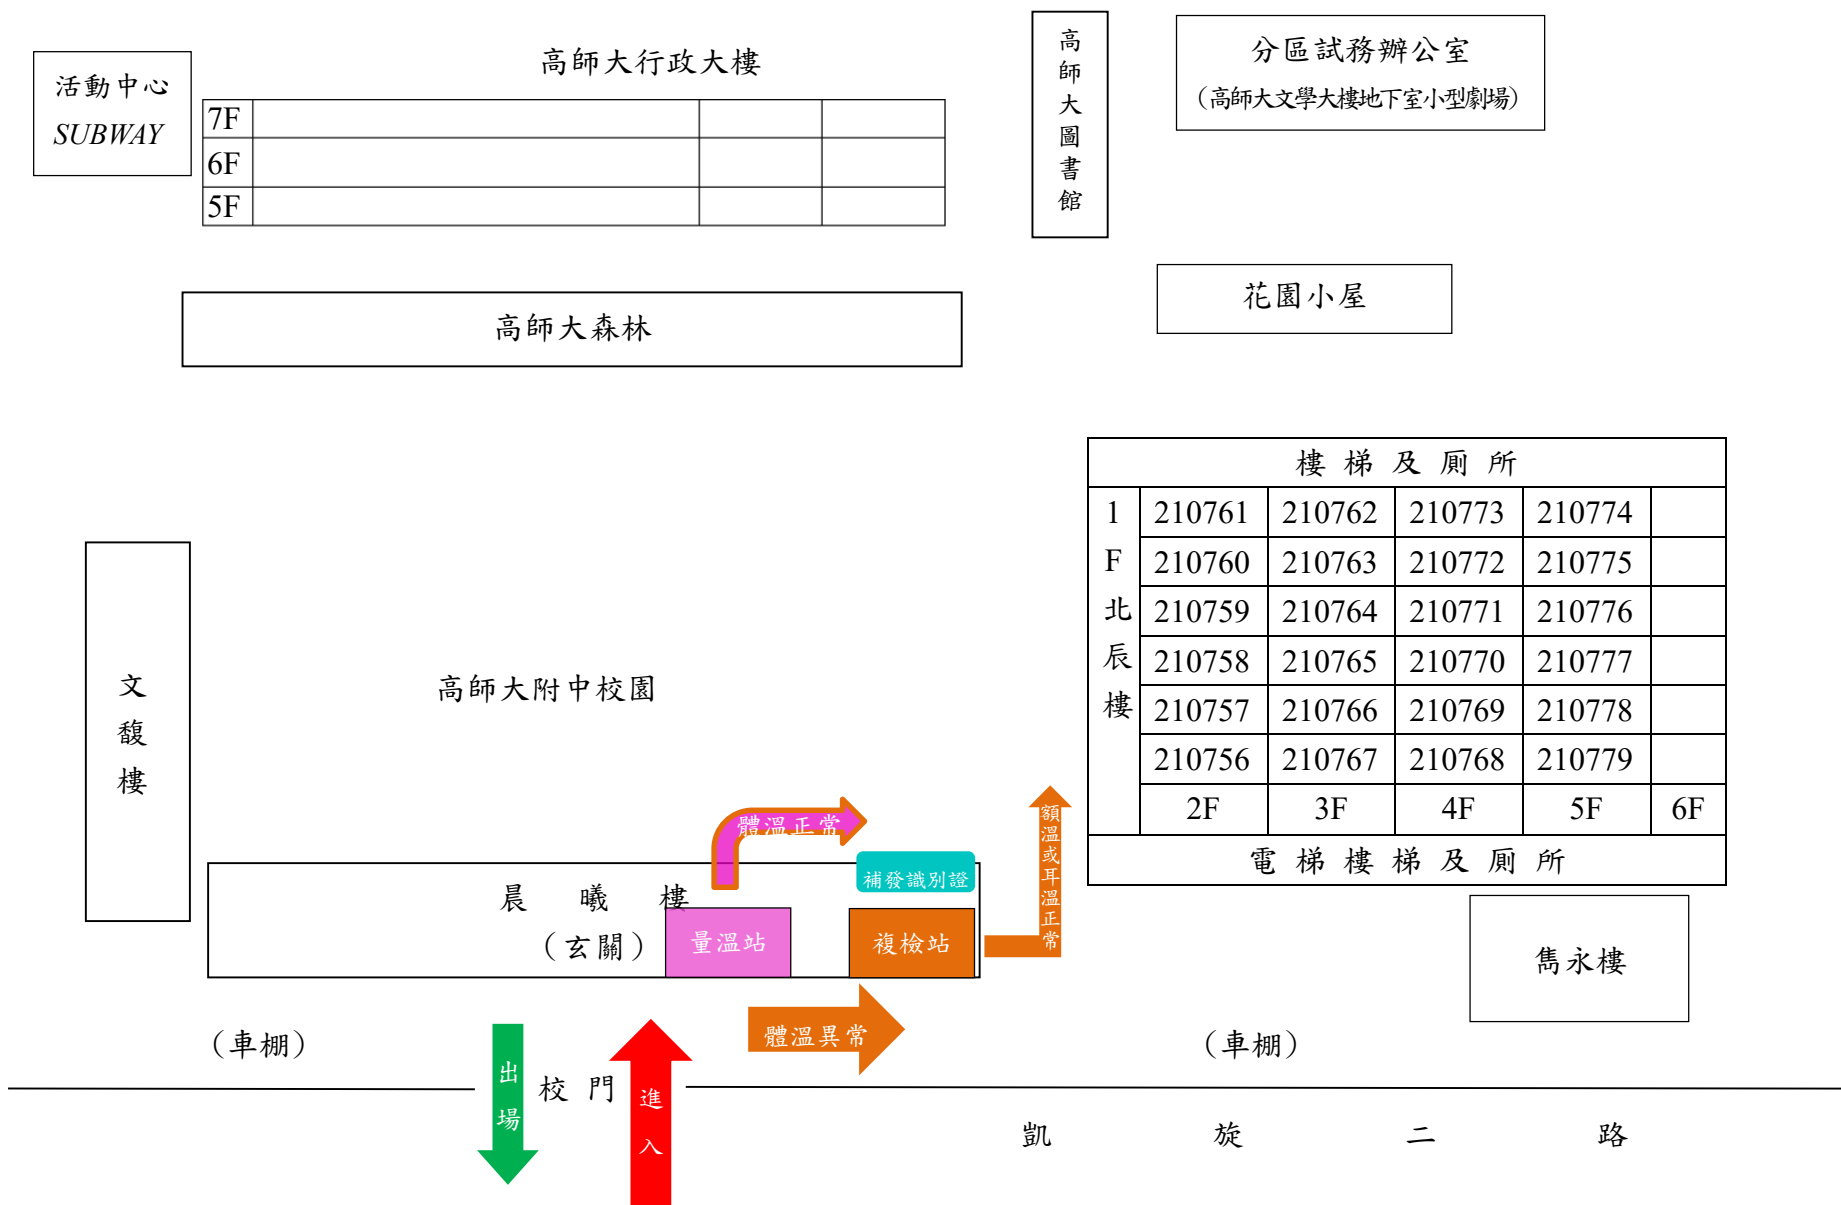 活動中心
SUBWAY
高師大行政大樓
7F
6F
5F
高師大圖書館
分區試務辦公室
（高師大文學大樓地下室小型劇場）
花園小屋
高師大森林
文馥樓
高師大附中校園
樓梯及厠所
1F北辰樓
210761 210762 210773 210774
210760 210763 210772 210775
210759 210764 210771 210776
210758 210765 210770 210777
210757 210766 210769 210778
210756 210767 210768 210779
2F 3F 4F 5F 6F
電梯樓梯及厠所
體溫正常
額溫或耳溫正常
補發識別證
晨曦樓
（玄關）
量溫站
複檢站
雋永樓
體溫異常
（車棚）
（車棚）
出場
校門
進入
凱旋二路